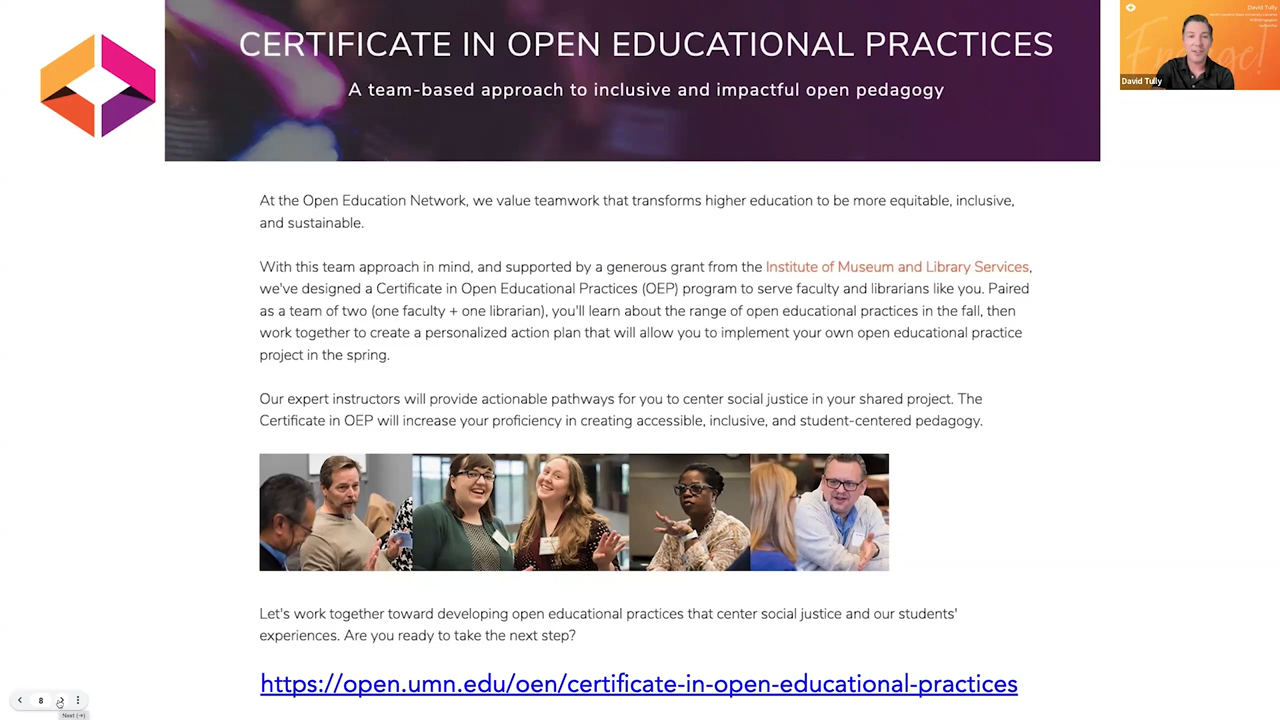 CERTIFICATE IN OPEN EDUCATIONAL PRACTICES
A team-based approach to inclusive and impactful open pedagogy
David Tully
Engage!
David Tully
At the Open Education Network, we value teamwork that transforms higher education to be more equitable, inclusive,
and sustainable.
With this team approach in mind, and supported by a generous grant from the Institute of Museum and Library Services,
we've designed a Certificate in Open Educational Practices (OEP) program to serve faculty and librarians like you. Paired
as a team of two (one faculty + one librarian), you'll learn about the range of open educational practices in the fall, then
work together to create a personalized action plan that will allow you to implement your own open educational practice
project in the spring.
Our expert instructors will provide actionable pathways for you to center social justice in your shared project. The
Certificate in OEP will increase your proficiency in creating accessible, inclusive, and student-centered pedagogy.
Let's work together toward developing open educational practices that center social justice and our students'
experiences. Are you ready to take the next step?
https://open.umn.edu/oen/certificate-in-open-educational-practices
8
Next (→)